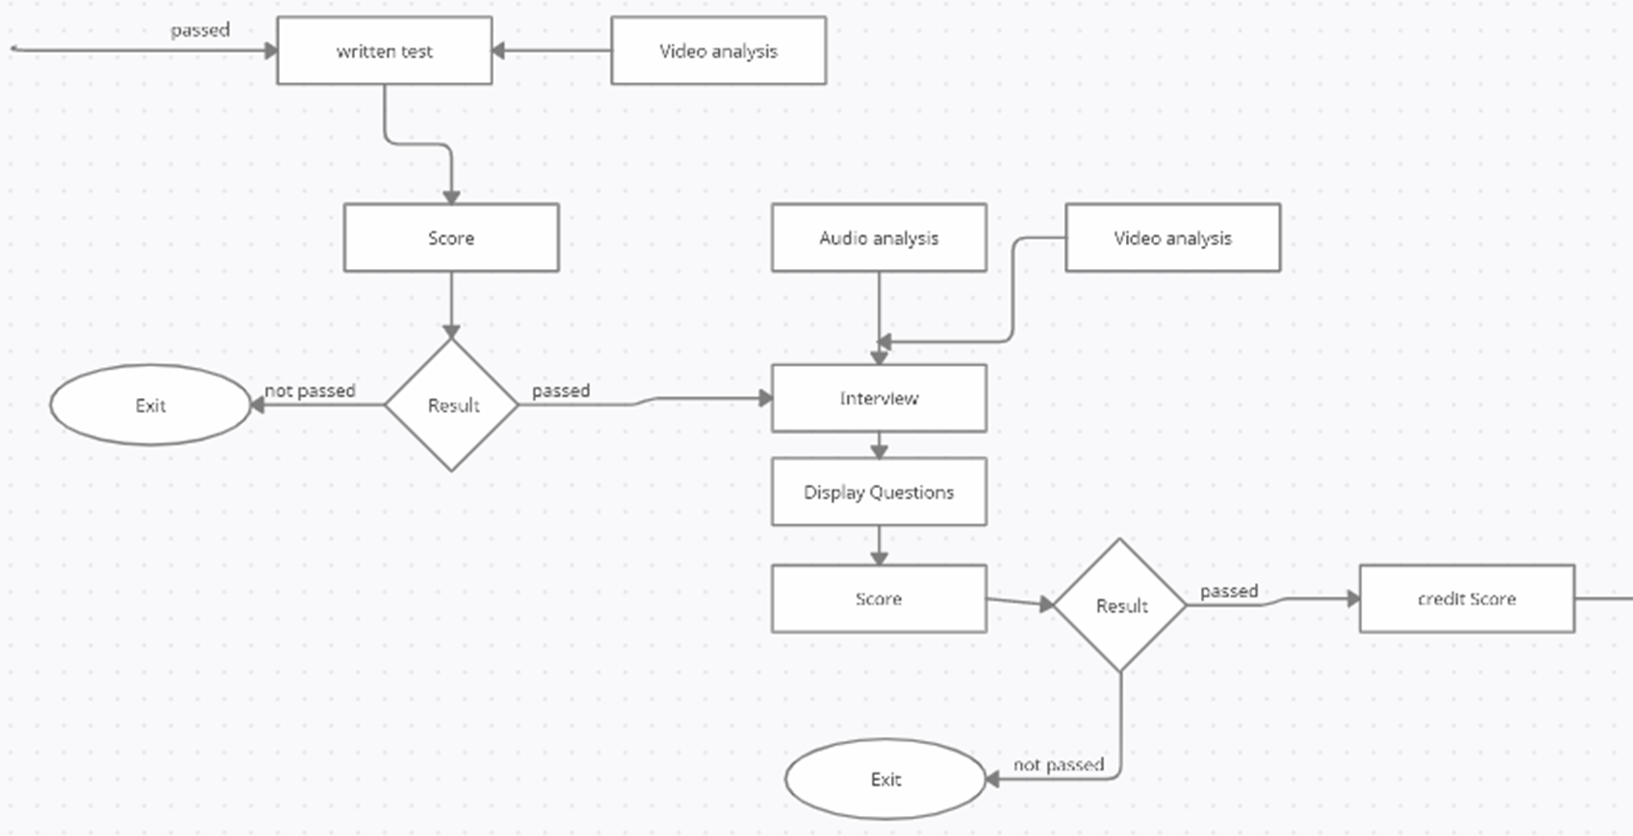 passed
written test
Video analysis
Score
Audio analysis
Video analysis
Exit
not passed
Result
passed
Interview
Display Questions
Score
Result
passed
credit Score
Exit
not passed